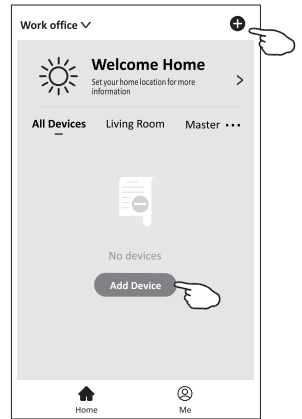 Work office
Welcome Home
Set your home location for more
information
All Devices Living Room Master
No devices
Add Device
Home Me